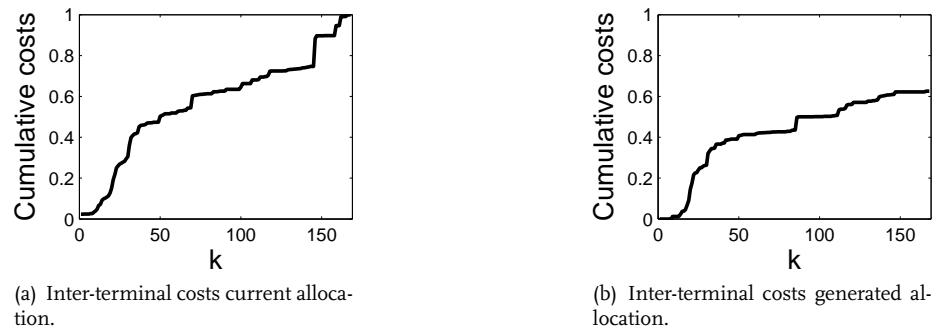 1
0.8
0.6
0.4
0.2
0
Cumulative costs
0 50 100 150
k
(a) Inter-terminal costs current alloca-
tion.
1
0.8
0.6
0.4
0.2
0
Cumulative costs
0 50 100 150
k
(b) Inter-terminal costs generated al-
location.